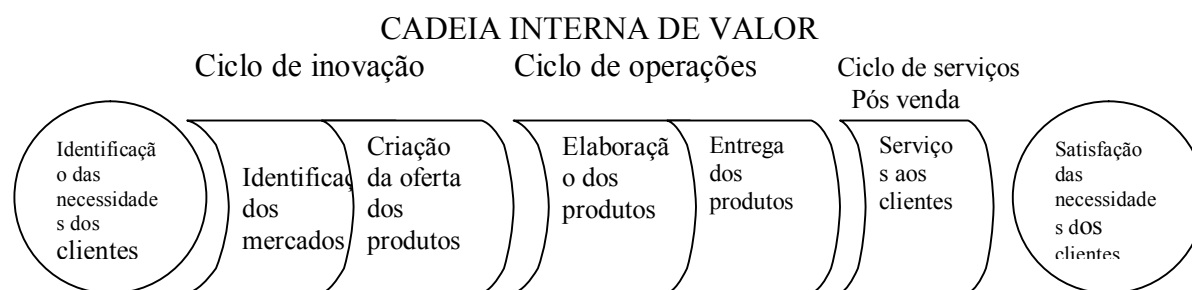 CADEIA INTERNA DE VALOR
Ciclo de inovação
Ciclo de operações
Ciclo de serviços
Pós venda
Identificaçã
o das
necessidade
s dos
clientes
Identificaç
dos
mercados
Criação
da oferta
dos
produtos
Elaboraçã
o dos
produtos
Entrega
dos
produtos
Serviço
s aos
clientes
Satisfação
das
necessidade
s dos
clientes